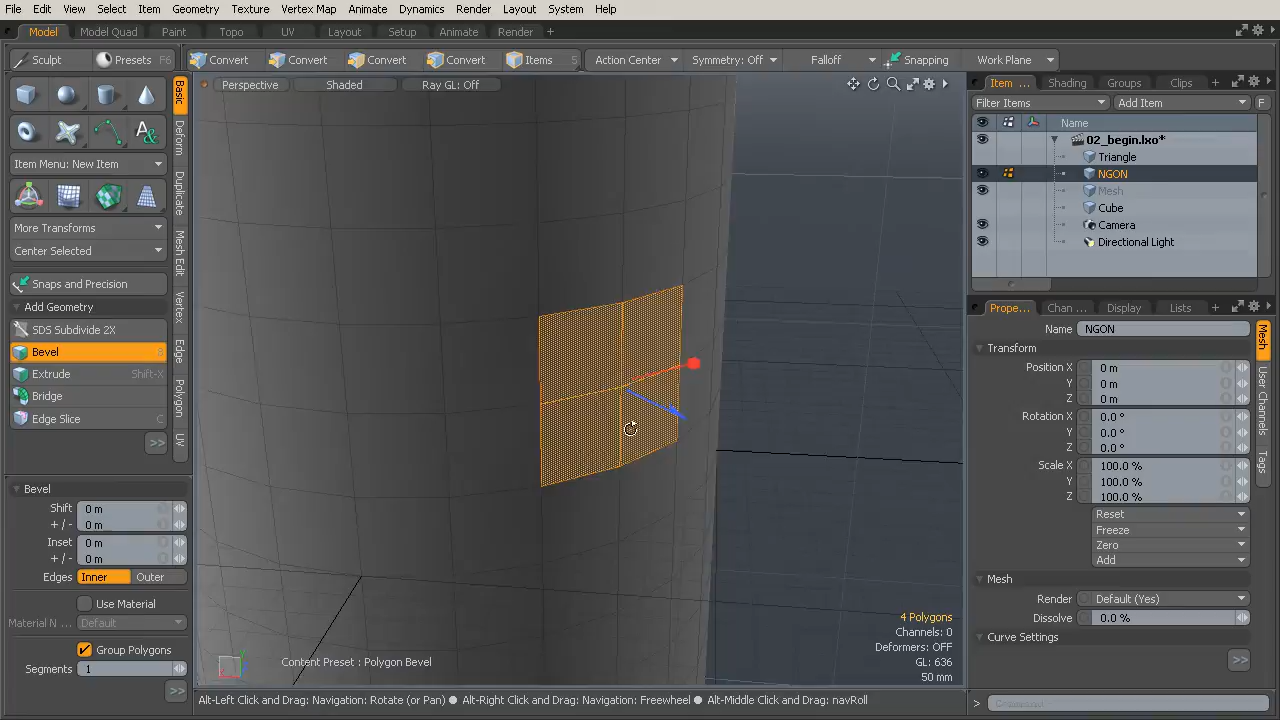 File Edit View Select Item Geometry Texture Vertex Map Animate Dynamics Render Layout System Help
Model Model Quad Paint Topo UV Layout Setup Animate Render +
Sculpt Presets F6 Convert Convert Convert Convert Items 5 Action Center Symmetry: Off Falloff Snapping Work Plane
Perspective Shaded Ray GL: Off
Item ... Shading Groups Clips +
Filter Items Add Item F
Name
02_begin.lxo*
Triangle
NGON
Mesh
Cube
Camera
Directional Light
Basic
Deform
Duplicate
Mesh Edit
Vertex
Edge
Polygon
UV
Item Menu: New Item
More Transforms
Center Selected
Snaps and Precision
Add Geometry
SDS Subdivide 2X
Bevel B
Extrude Shift-X
Bridge
Edge Slice C
>>
Bevel
Shift 0 m
+ / - 0 m
Inset 0 m
+ / - 0 m
Edges Inner Outer
Use Material
Material N ... Default
Group Polygons
Segments 1
>>
Content Preset : Polygon Bevel
4 Polygons
Channels: 0
Deformers: OFF
GL: 636
50 mm
Prope... Chan ... Display Lists +
Name NGON
Transform
Position X 0 m
Y 0 m
Z 0 m
Rotation X 0.0 °
Y 0.0 °
Z 0.0 °
Scale X 100.0 %
Y 100.0 %
Z 100.0 %
Reset
Freeze
Zero
Add
Mesh
Render Default (Yes)
Dissolve 0.0 %
Curve Settings
>>
Mesh
User Channels
Tags
Alt-Left Click and Drag: Navigation: Rotate (or Pan) ● Alt-Right Click and Drag: Navigation: Freewheel ● Alt-Middle Click and Drag: navRoll
>